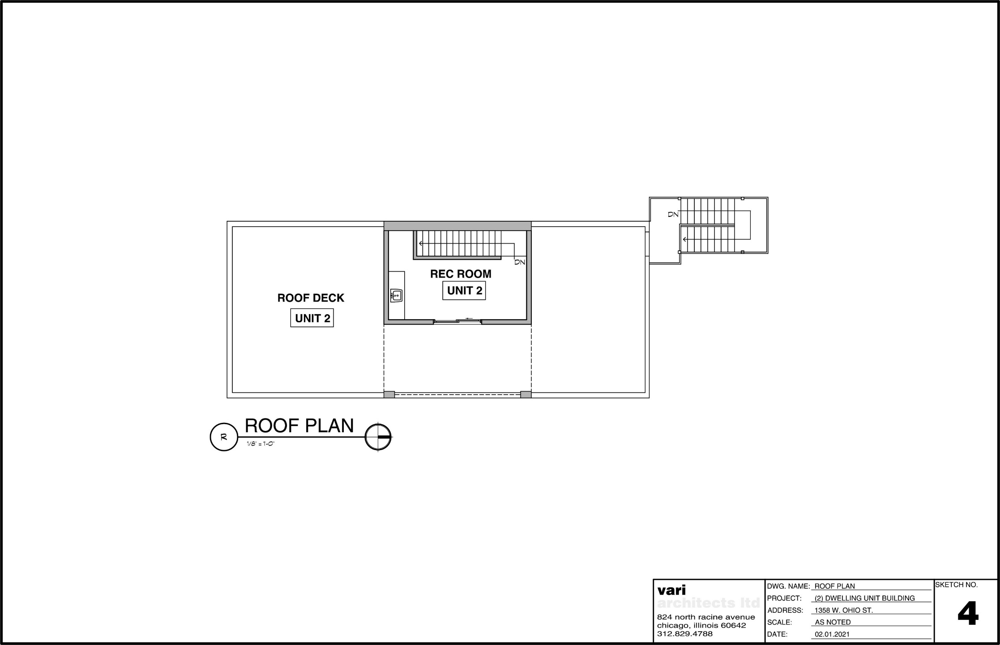 DN
DN
REC ROOM
UNIT 2
ROOF DECK
UNIT 2
ROOF PLAN
R
1/8" = 1'-0"
vari
architects ltd
824 north racine avenue
chicago, illinois 60642
312.829.4788
DWG. NAME: ROOF PLAN
PROJECT: (2) DWELLING UNIT BUILDING
ADDRESS: 1358 W. OHIO ST.
SCALE: AS NOTED
DATE: 02.01.2021
SKETCH NO.
4